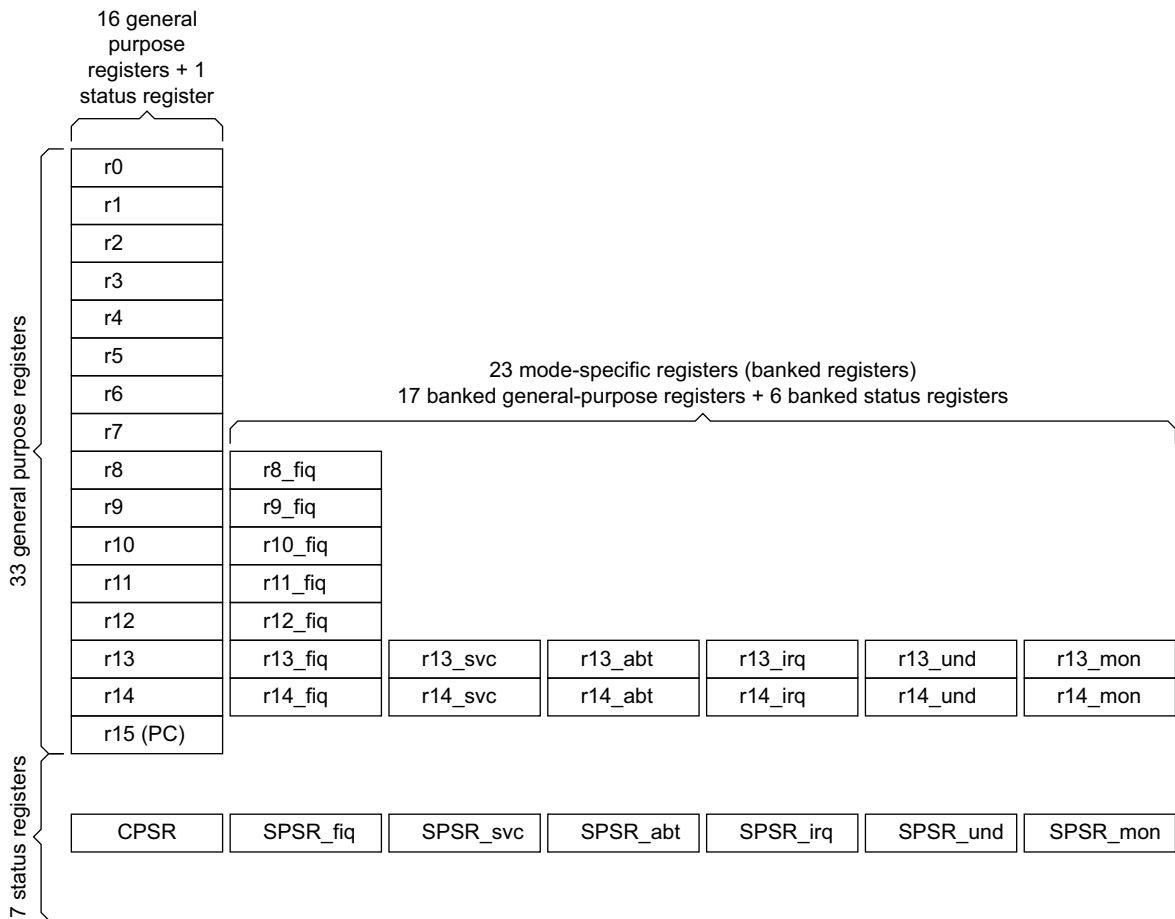 16 general
purpose
registers + 1
status register
33 general purpose registers
r0
r1
r2
r3
r4
r5
r6
r7
23 mode-specific registers (banked registers)
17 banked general-purpose registers + 6 banked status registers
r8 r8_fiq
r9 r9_fiq
r10 r10_fiq
r11 r11_fiq
r12 r12_fiq
r13 r13_fiq r13_svc r13_abt r13_irq r13_und r13_mon
r14 r14_fiq r14_svc r14_abt r14_irq r14_und r14_mon
r15 (PC)
7 status registers
CPSR SPSR_fiq SPSR_svc SPSR_abt SPSR_irq SPSR_und SPSR_mon